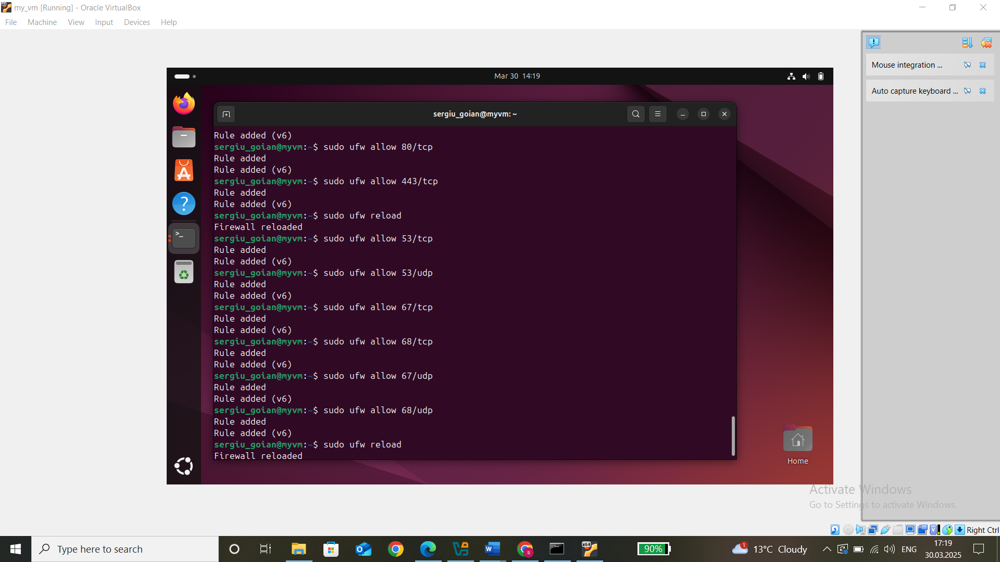 my_vm [Running] - Oracle VirtualBox
File Machine View Input Devices Help
Mouse integration ...
Auto capture keyboard ...
Mar 30 14:19
sergiu_goian@myvm: ~
Rule added (v6)
sergiu_goian@myvm:~$ sudo ufw allow 80/tcp
Rule added
Rule added (v6)
sergiu_goian@myvm:~$ sudo ufw allow 443/tcp
Rule added
Rule added (v6)
sergiu_goian@myvm:~$ sudo ufw reload
Firewall reloaded
sergiu_goian@myvm:~$ sudo ufw allow 53/tcp
Rule added
Rule added (v6)
sergiu_goian@myvm:~$ sudo ufw allow 53/udp
Rule added
Rule added (v6)
sergiu_goian@myvm:~$ sudo ufw allow 67/tcp
Rule added
Rule added (v6)
sergiu_goian@myvm:~$ sudo ufw allow 68/tcp
Rule added
Rule added (v6)
sergiu_goian@myvm:~$ sudo ufw allow 67/udp
Rule added
Rule added (v6)
sergiu_goian@myvm:~$ sudo ufw allow 68/udp
Rule added
Rule added (v6)
sergiu_goian@myvm:~$ sudo ufw reload
Firewall reloaded
Home
Activate Windows
Go to Settings to activate Windows.
Right Ctrl
Type here to search
90%
1
13°C Cloudy
ENG
17:19
30.03.2025